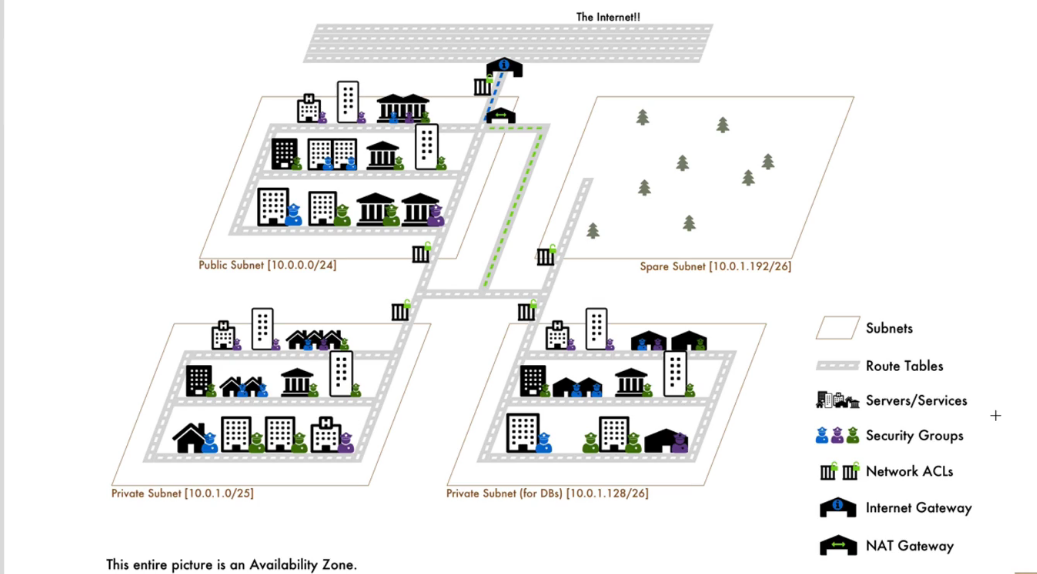 The Internet!!
Public Subnet [10.0.0.0/24]
Spare Subnet [10.0.1.192/26]
Private Subnet [10.0.1.0/25]
Private Subnet (for DBs) [10.0.1.128/26]
Subnets
Route Tables
Servers/Services
Security Groups
Network ACLs
Internet Gateway
NAT Gateway
This entire picture is an Availability Zone.